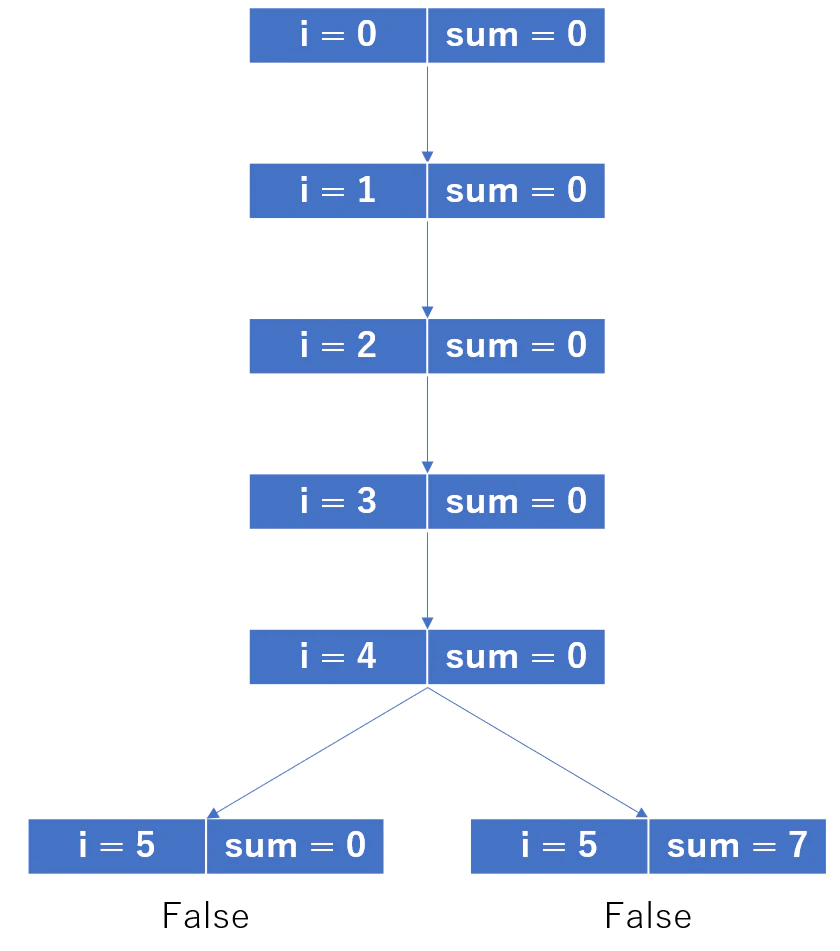 i = 0 sum = 0
i = 1 sum = 0
i = 2 sum = 0
i = 3 sum = 0
i = 4 sum = 0
i = 5 sum = 0 i = 5 sum = 7
False False